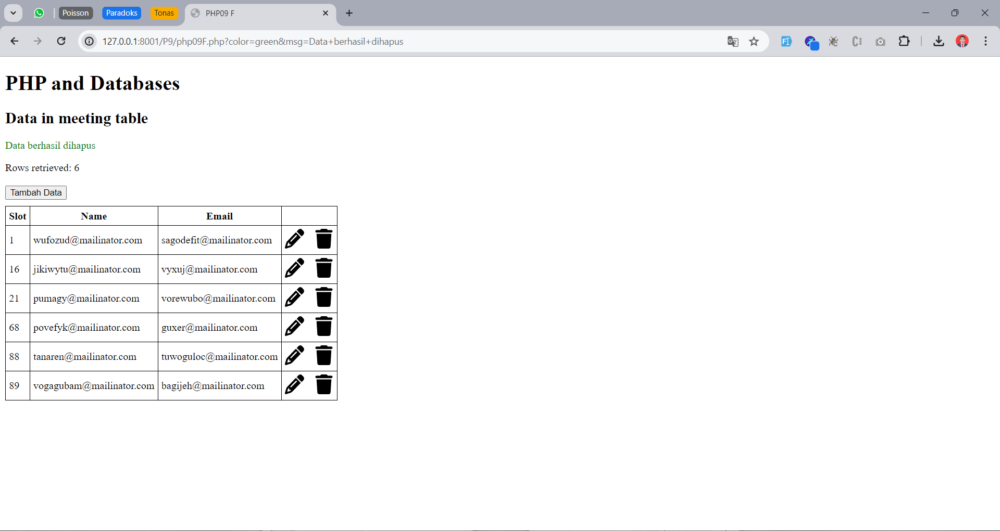 Poisson Paradoks Tonas PHP09 F
127.0.0.1:8001/P9/php09F.php?color=green&msg=Data+berhasil+dihapus
PHP and Databases
Data in meeting table
Data berhasil dihapus
Rows retrieved: 6
Tambah Data
Slot Name Email
1 wufozud@mailinator.com sagodefit@mailinator.com
16 jikiwytu@mailinator.com vyxuj@mailinator.com
21 pumagy@mailinator.com vorewubo@mailinator.com
68 povefyk@mailinator.com guxer@mailinator.com
88 tanaren@mailinator.com tuwoguloc@mailinator.com
89 vogagubam@mailinator.com bagijeh@mailinator.com